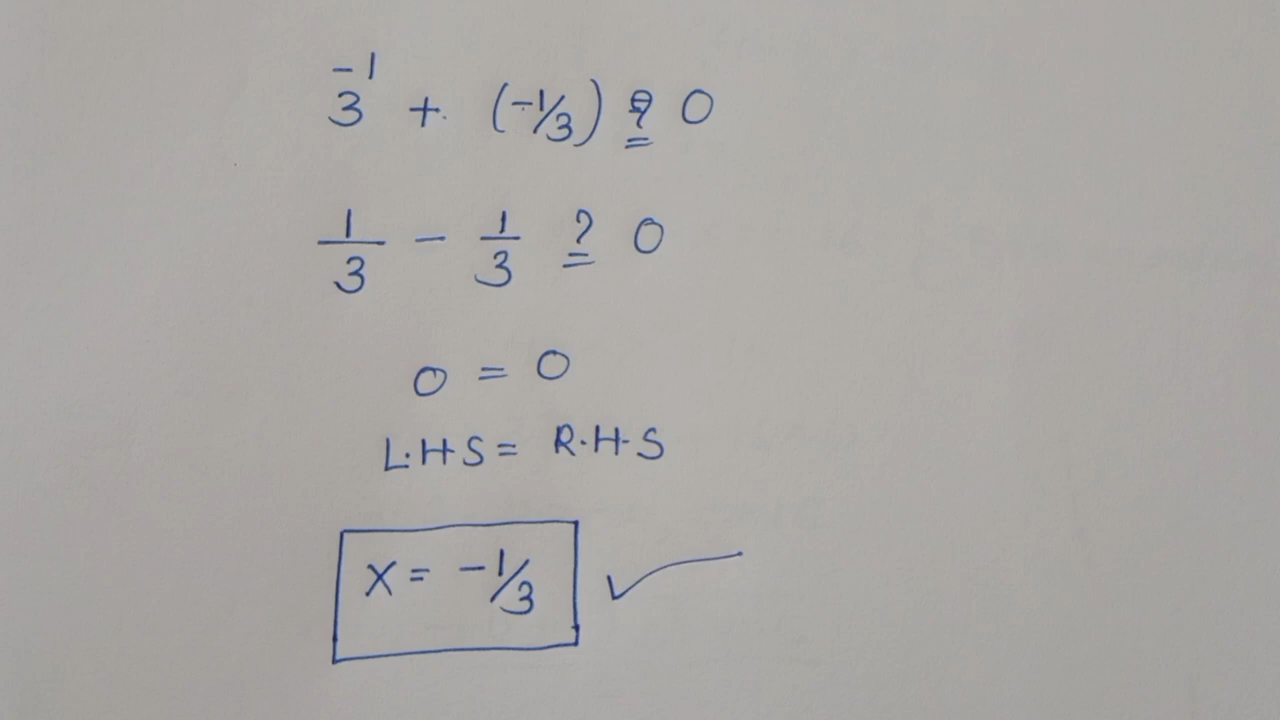 3⁻¹ + (-1/3) ≟ 0
1/3 - 1/3 ≟ 0
0 = 0
L.H.S = R.H.S
x = -1/3 ✓